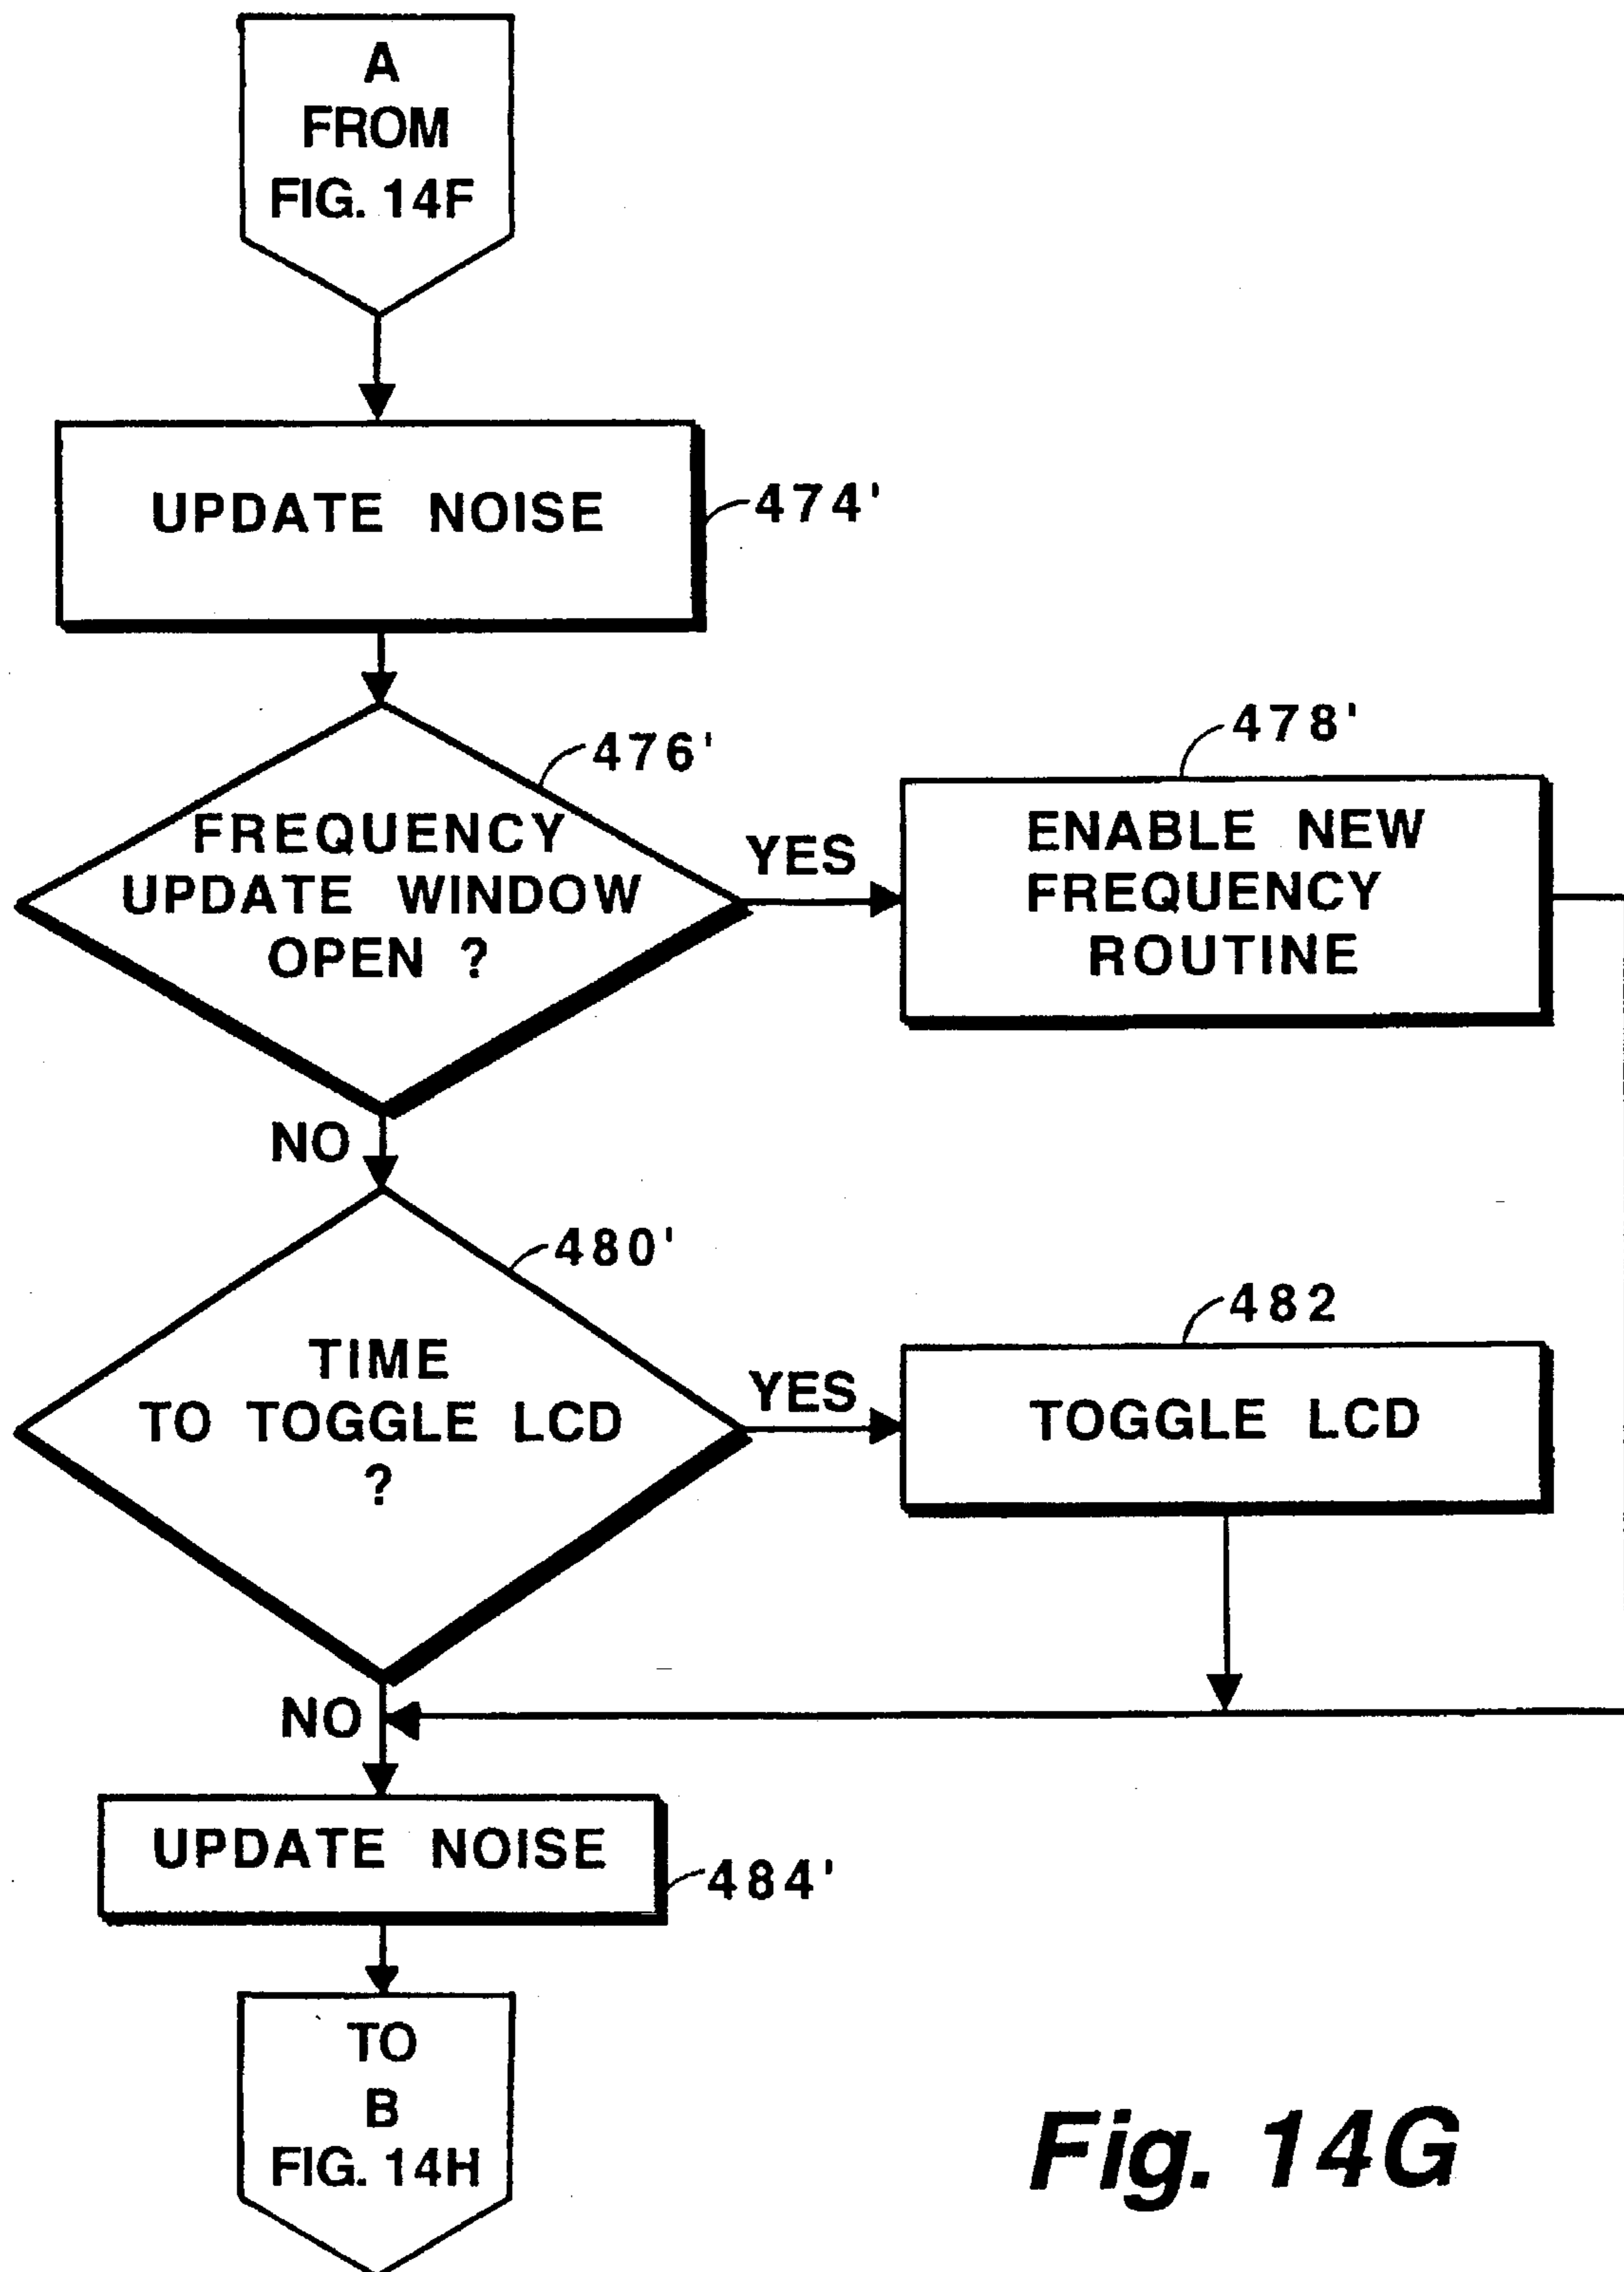 A
FROM
FIG. 14F
UPDATE NOISE
474'
476'
FREQUENCY
UPDATE WINDOW
OPEN ?
YES
478'
ENABLE NEW
FREQUENCY
ROUTINE
NO
480'
TIME
TO TOGGLE LCD
?
YES
482
TOGGLE LCD
NO
UPDATE NOISE
484'
TO
B
FIG. 14H
Fig. 14G